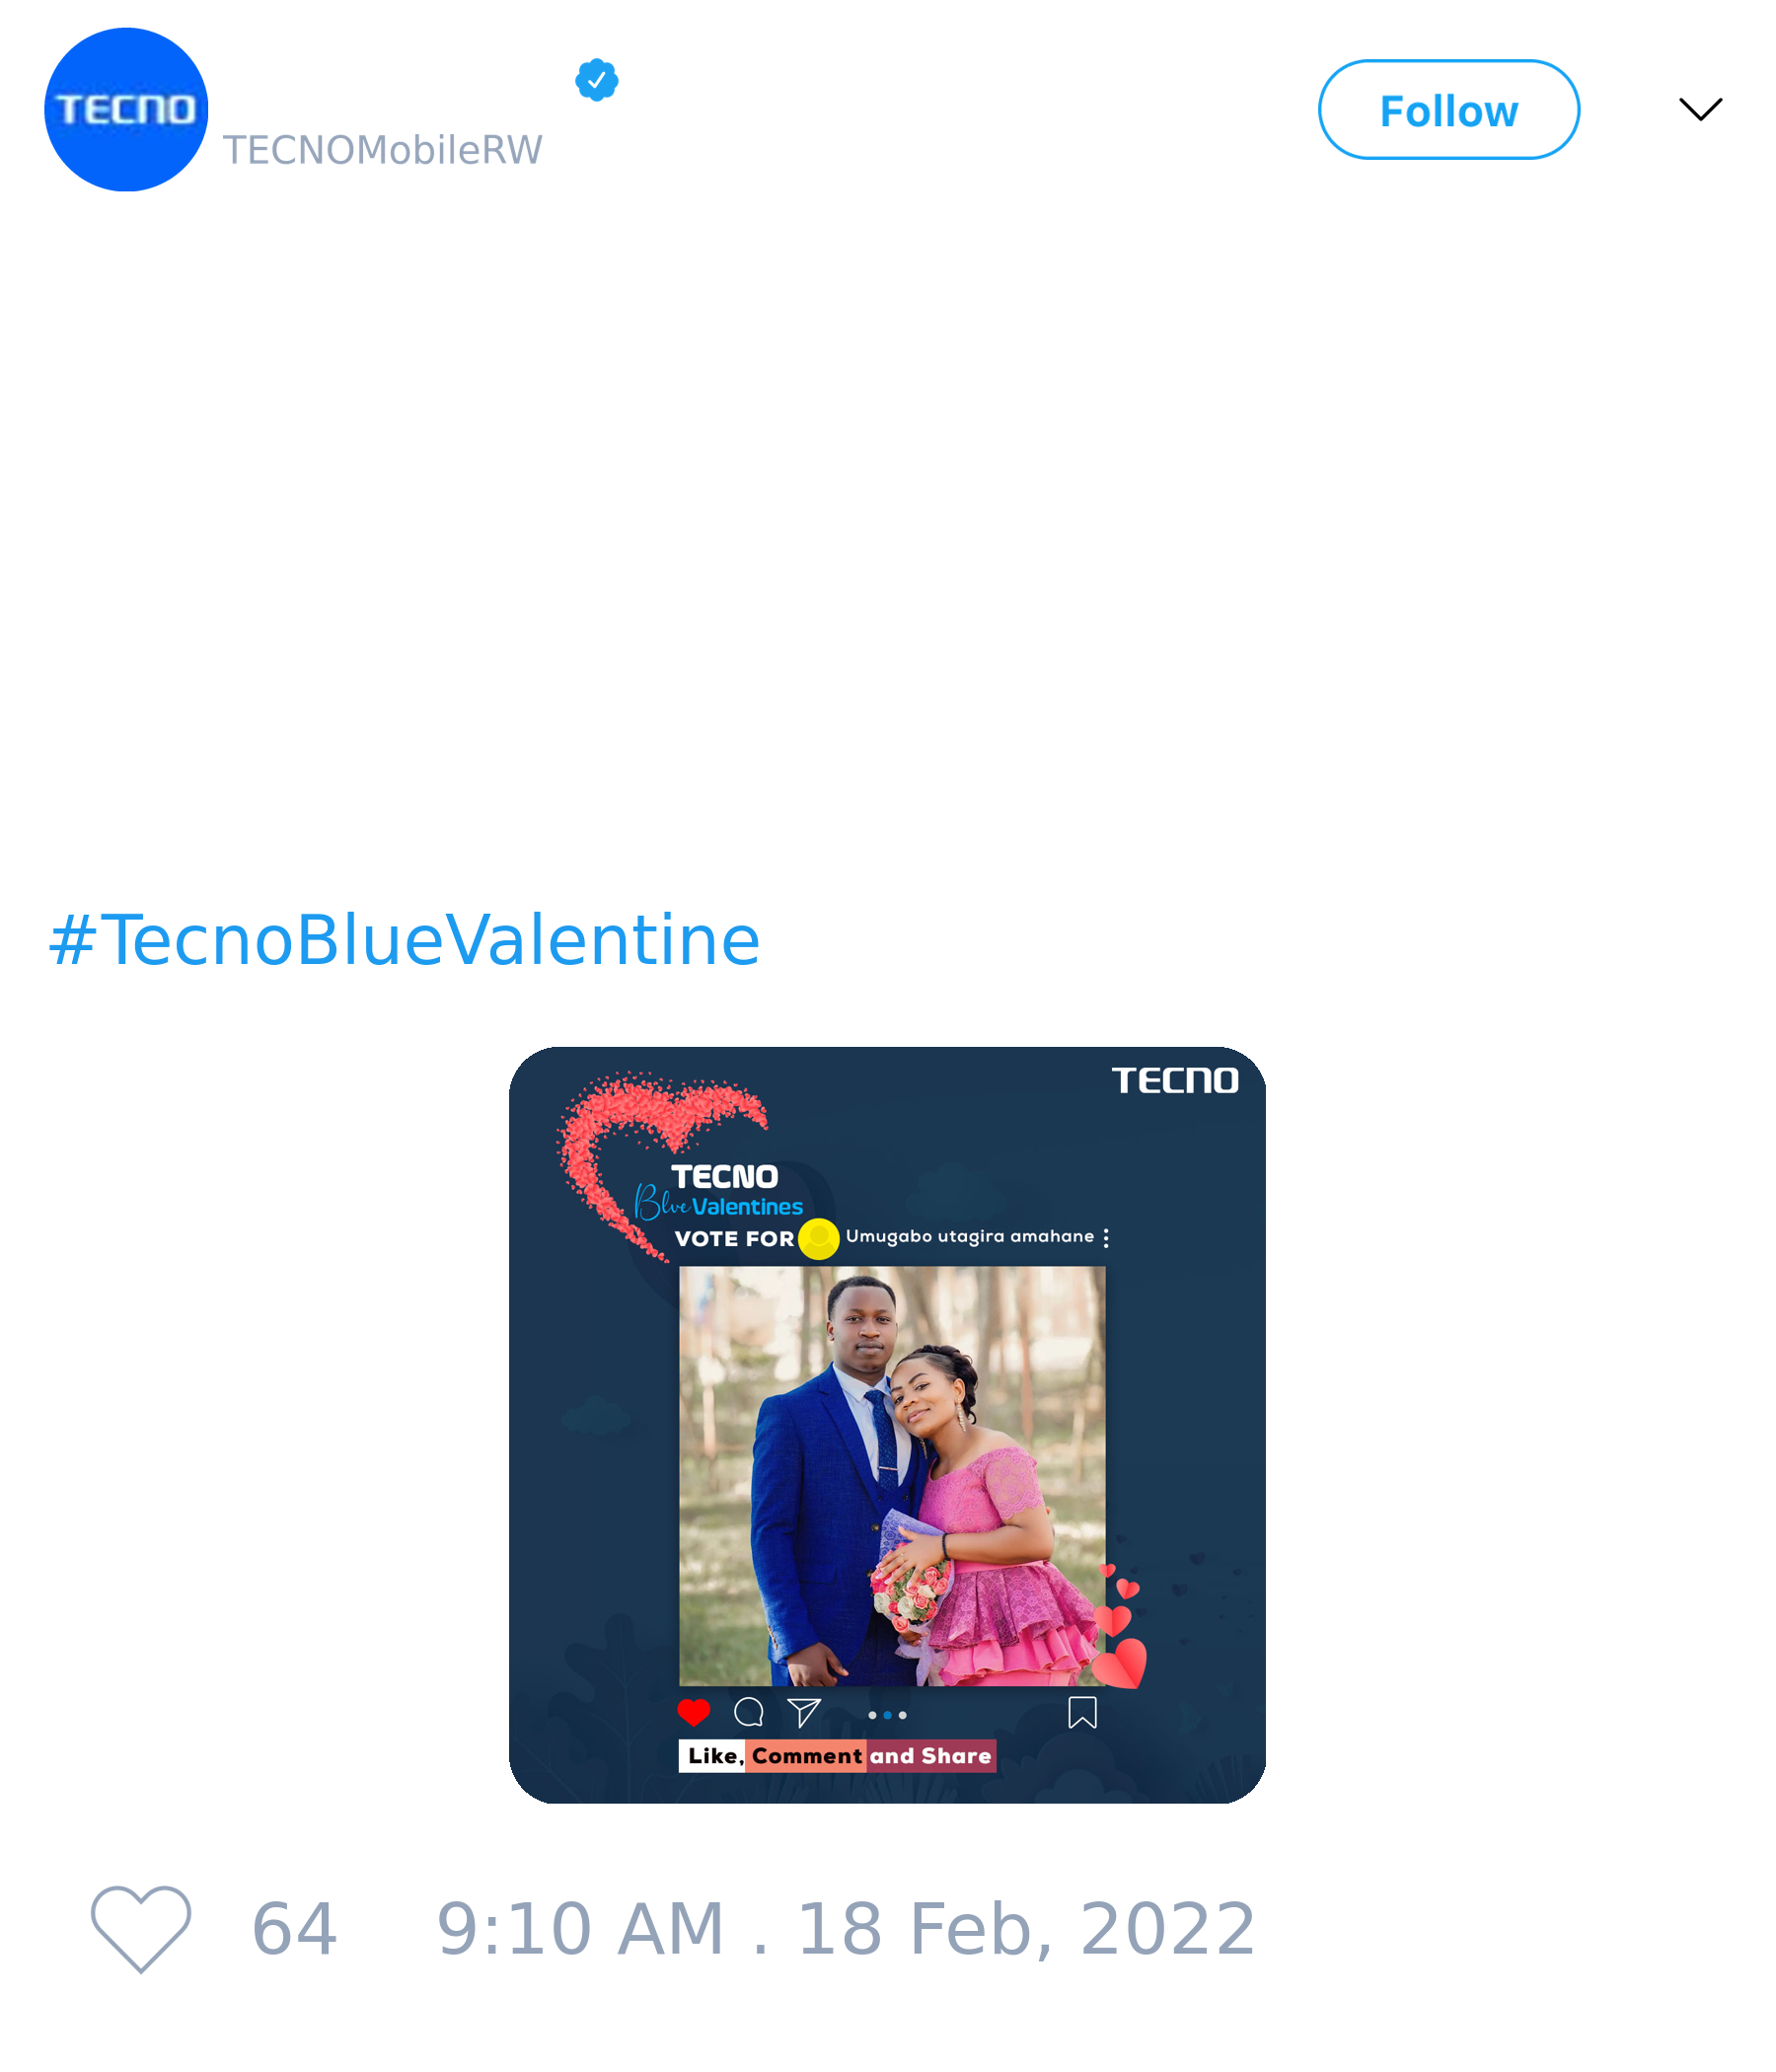 TECNO
TECNOMobileRW
Follow
#TecnoBlueValentine
TECNO
TECNO
Blue Valentines
VOTE FOR Umugabo utagira amahane
Like, Comment and Share
64 9:10 AM . 18 Feb, 2022